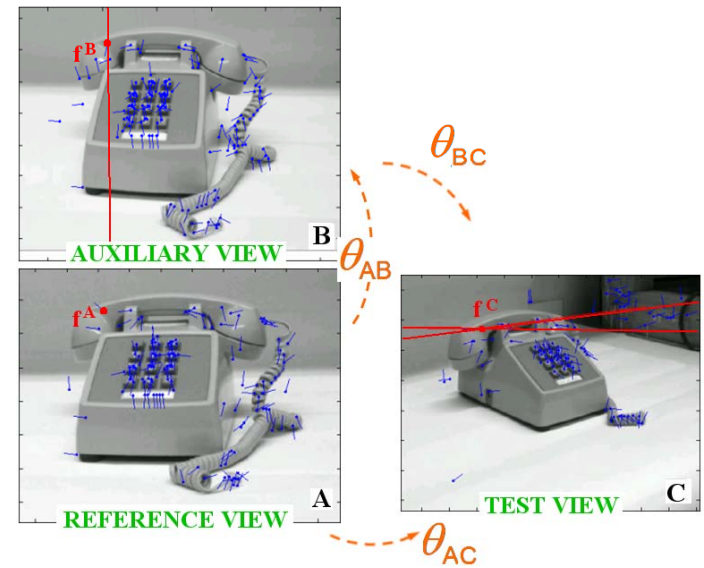 f^B
B
AUXILIARY VIEW
θ_BC
θ_AB
f^A
A
REFERENCE VIEW
f^C
C
TEST VIEW
θ_AC